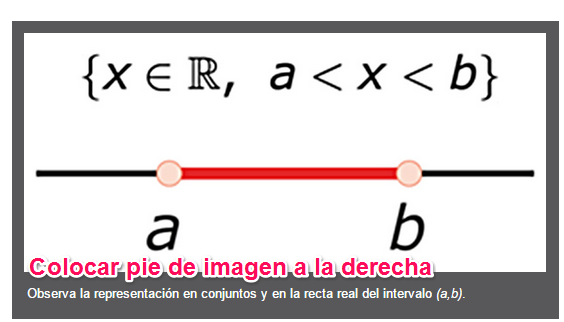 {x ∈ ℝ, a < x < b}
a b
Colocar pie de imagen a la derecha
Observa la representación en conjuntos y en la recta real del intervalo (a,b).